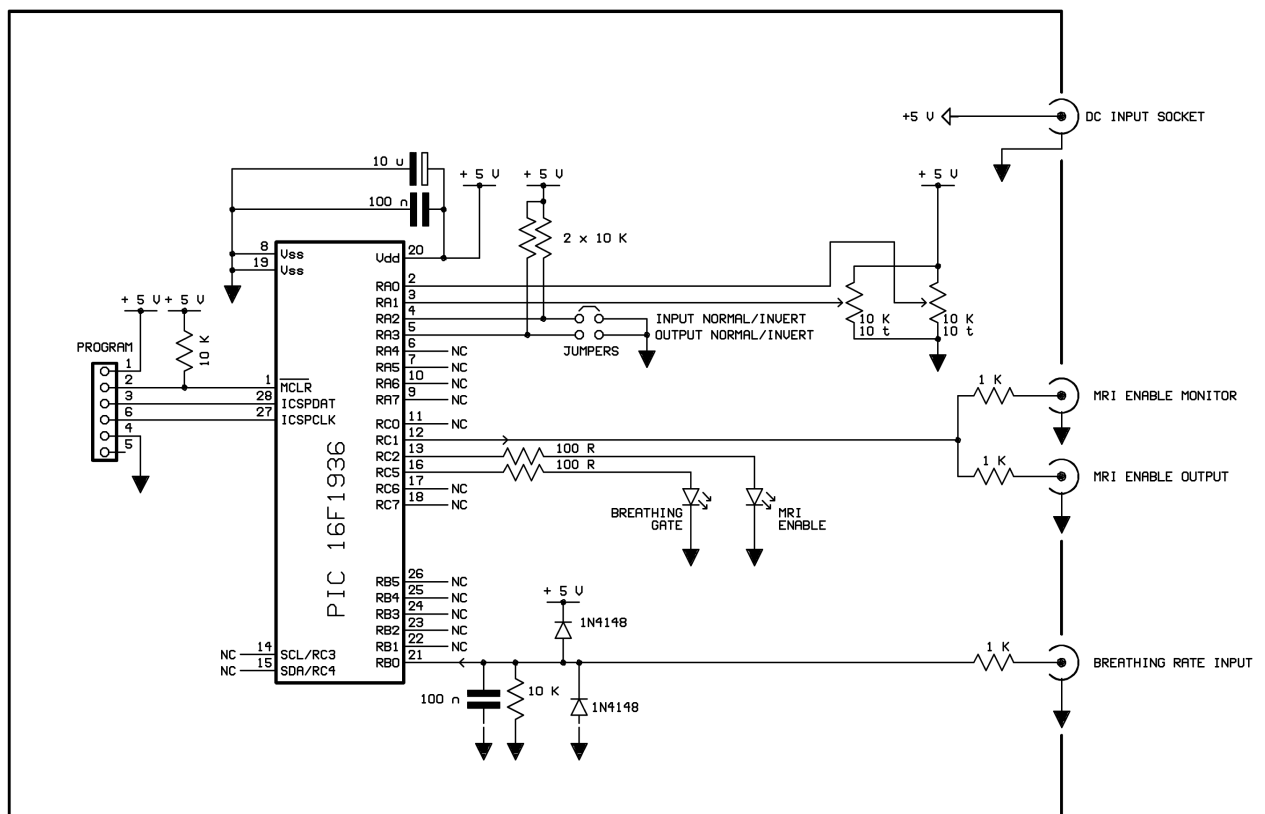 +5 V
DC INPUT SOCKET
10 u
100 n
+ 5 V
+ 5 V
+ 5 V
2 x 10 K
8
Vss
19
Vss
Vdd
20
RA0
2
RA1
3
RA2
4
RA3
5
RA4
6
NC
RA5
7
NC
RA6
10
NC
RA7
9
NC
INPUT NORMAL/INVERT
OUTPUT NORMAL/INVERT
JUMPERS
10 K
10 t
10 K
10 t
+ 5 V
+ 5 V
10 K
PROGRAM
1
2
3
6
4
5
1
MCLR
28
ICSPDAT
27
ICSPCLK
RC0
11
NC
RC1
12
RC2
13
100 R
RC5
16
100 R
RC6
17
NC
RC7
18
NC
1 K
MRI ENABLE MONITOR
1 K
MRI ENABLE OUTPUT
BREATHING
GATE
MRI
ENABLE
PIC 16F1936
RB5
26
NC
RB4
25
NC
RB3
24
NC
RB2
23
NC
RB1
22
NC
RB0
21
NC
14
SCL/RC3
NC
15
SDA/RC4
+ 5 V
1N4148
1 K
BREATHING RATE INPUT
100 n
10 K
1N4148